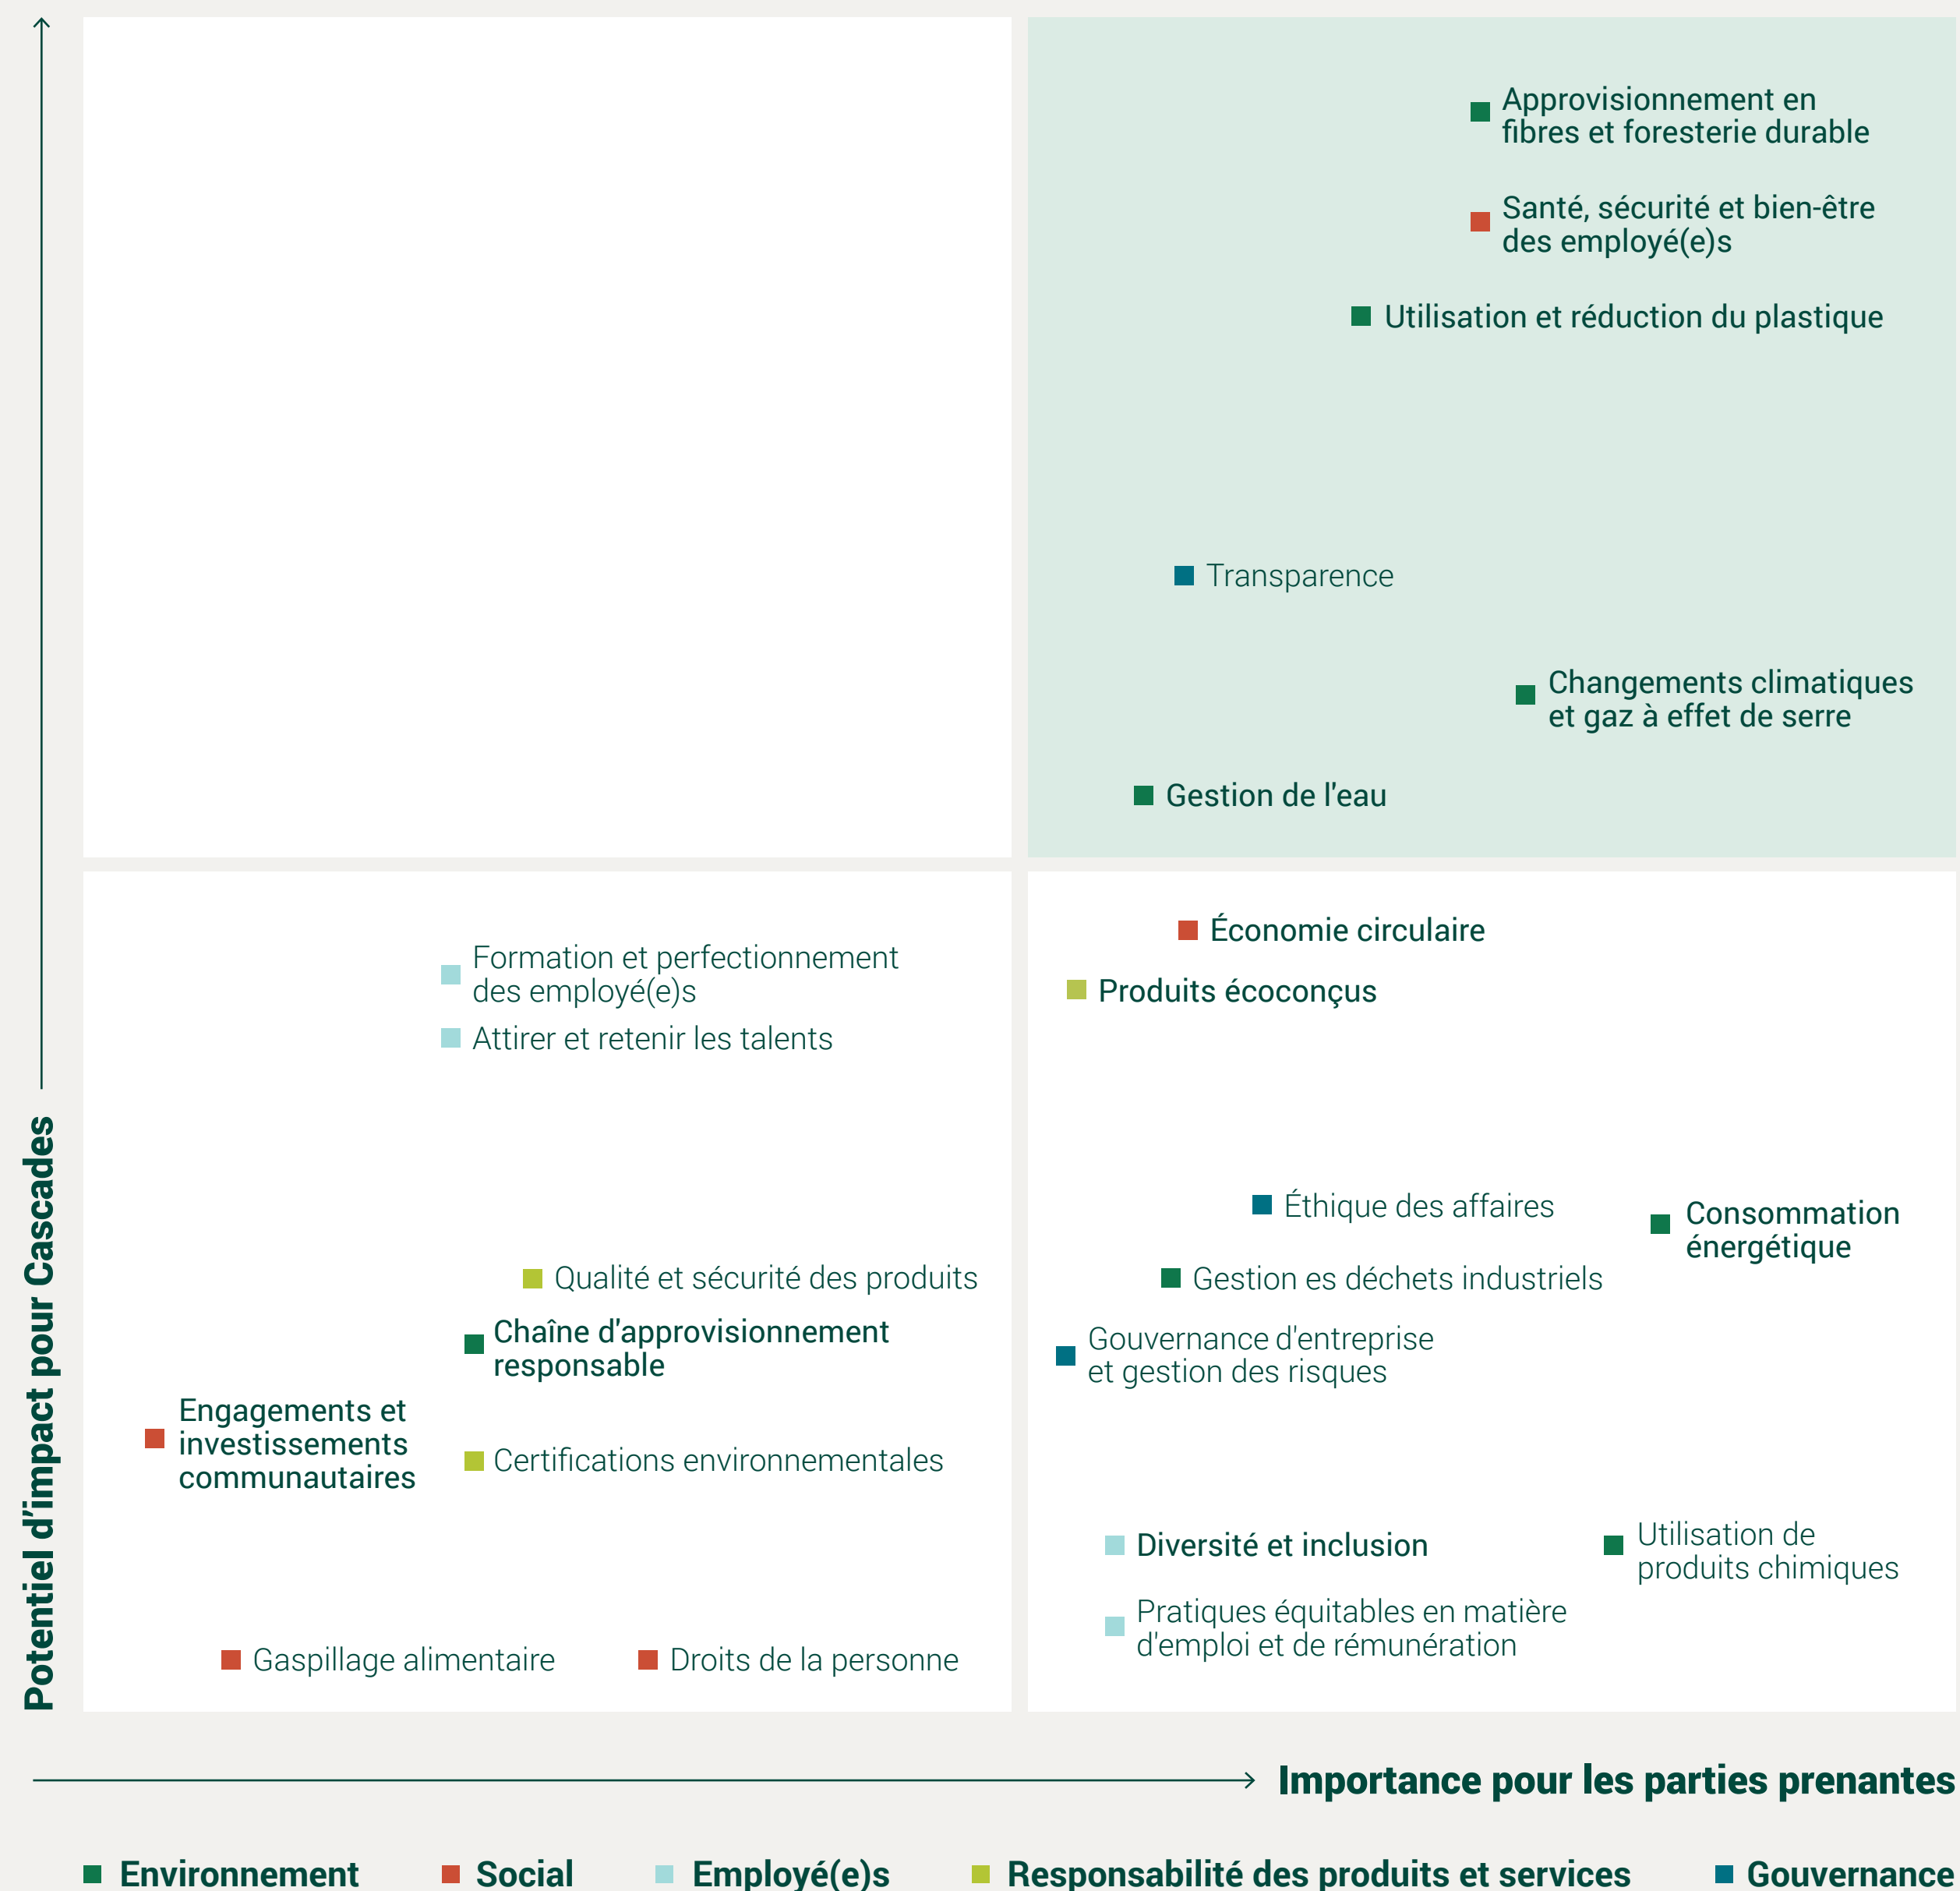 Approvisionnement en
fibres et foresterie durable
Santé, sécurité et bien-être
des employé(e)s
Utilisation et réduction du plastique
Transparence
Changements climatiques
et gaz à effet de serre
Gestion de l'eau
Formation et perfectionnement
des employé(e)s
Attirer et retenir les talents
Qualité et sécurité des produits
Chaîne d'approvisionnement
responsable
Engagements et
investissements
communautaires
Certifications environnementales
Gaspillage alimentaire
Droits de la personne
Économie circulaire
Produits écoconçus
Éthique des affaires
Consommation
énergétique
Gestion es déchets industriels
Gouvernance d'entreprise
et gestion des risques
Diversité et inclusion
Utilisation de
produits chimiques
Pratiques équitables en matière
d'emploi et de rémunération
Potentiel d’impact pour Cascades
Importance pour les parties prenantes
Environnement
Social
Employé(e)s
Responsabilité des produits et services
Gouvernance